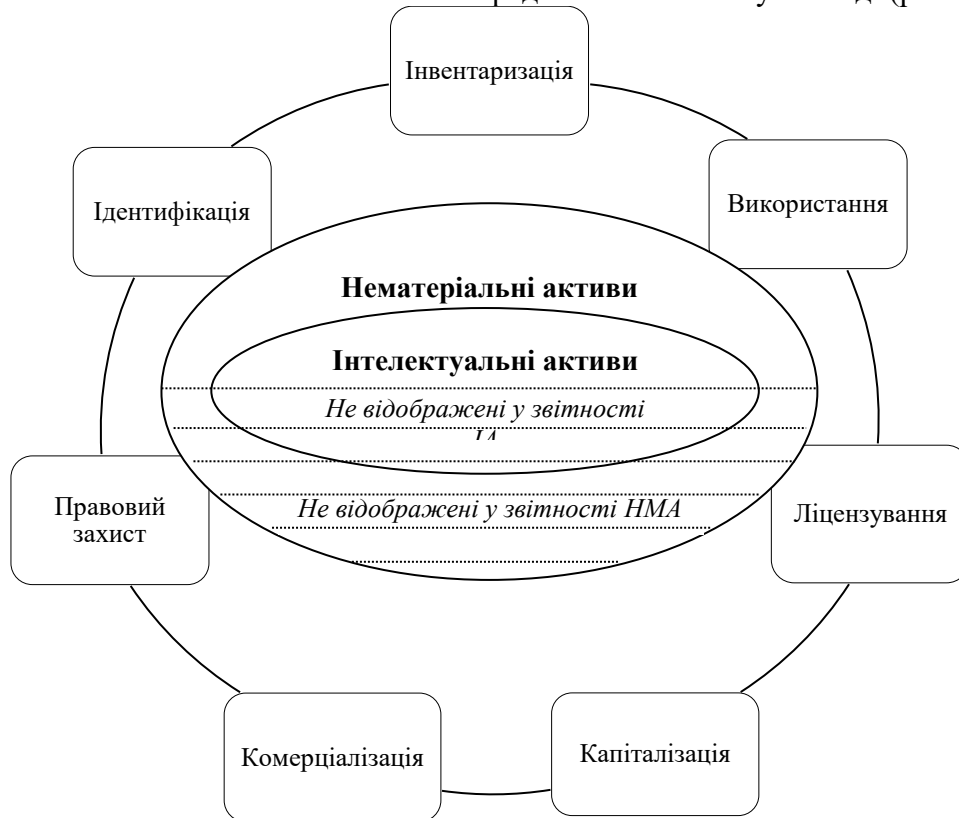 Інвентаризація
Ідентифікація
Використання
Нематеріальні активи
Інтелектуальні активи
Не відображені у звітності
ІА
Не відображені у звітності НМА
Правовий
захист
Ліцензування
Комерціалізація
Капіталізація